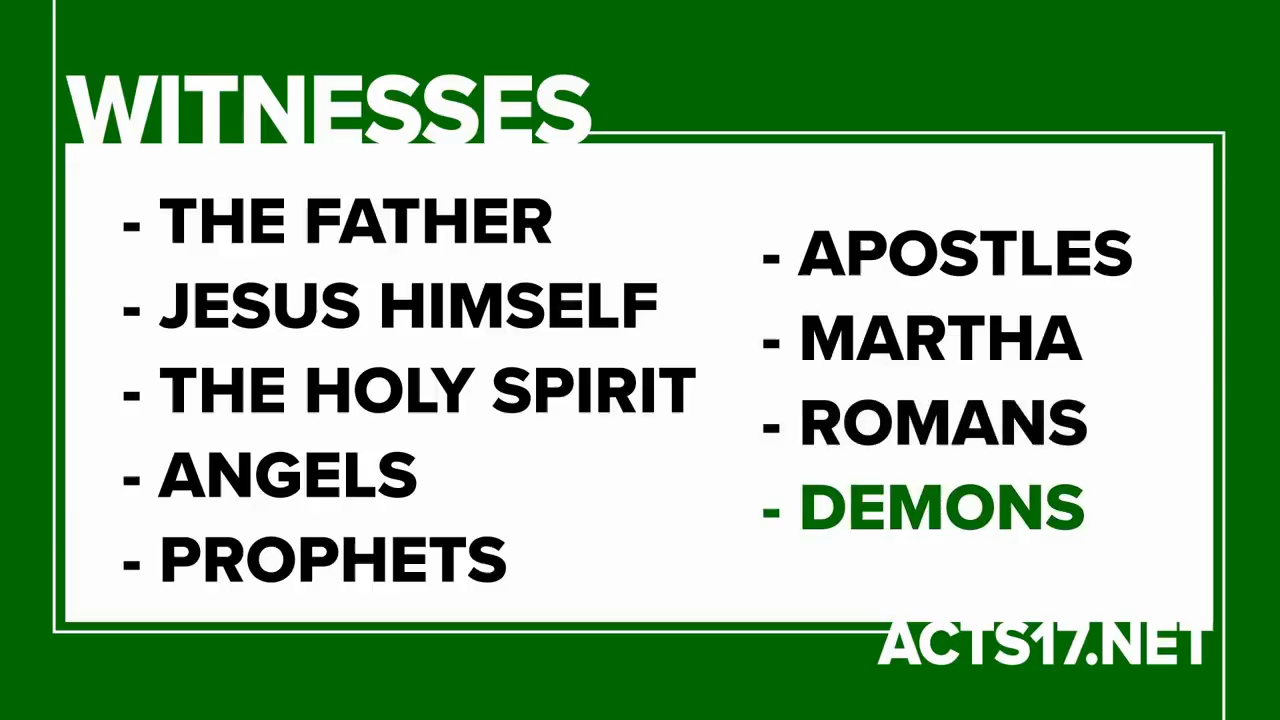 WITNESSES
- THE FATHER
- JESUS HIMSELF
- THE HOLY SPIRIT
- ANGELS
- PROPHETS
- APOSTLES
- MARTHA
- ROMANS
- DEMONS
ACTS17.NET